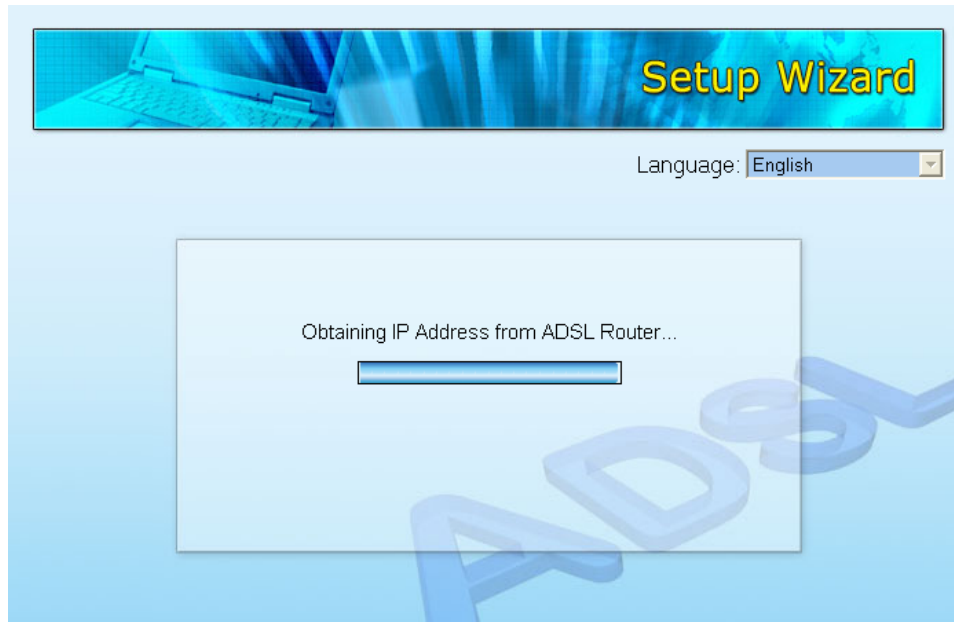 Setup Wizard
Language: English
Obtaining IP Address from ADSL Router...
ADSL